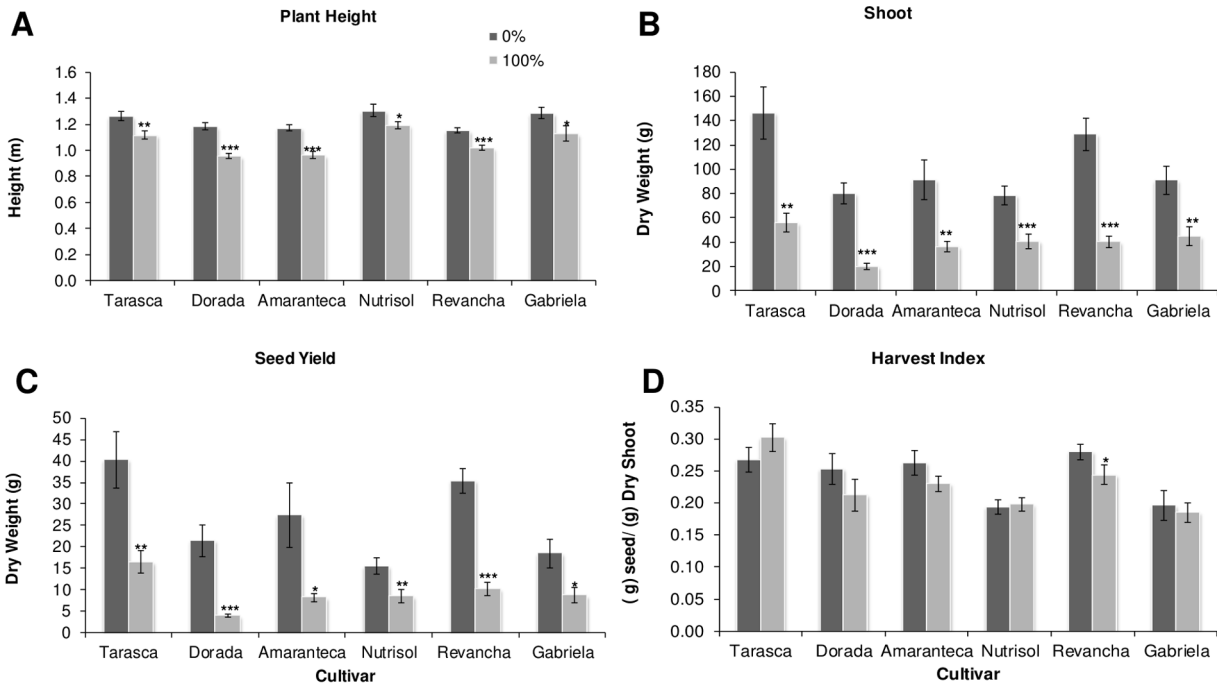 A
Plant Height
0%
100%
Height (m)
1.6
1.4
1.2
1.0
0.8
0.6
0.4
0.2
0.0
** *** *** * *** *
Tarasca Dorada Amaranteca Nutrisol Revancha Gabriela
B
Shoot
Dry Weight (g)
180
160
140
120
100
80
60
40
20
0
** *** ** *** *** **
Tarasca Dorada Amaranteca Nutrisol Revancha Gabriela
C
Seed Yield
Dry Weight (g)
50
45
40
35
30
25
20
15
10
5
0
** *** * ** *** *
Tarasca Dorada Amaranteca Nutrisol Revancha Gabriela
Cultivar
D
Harvest Index
( g) seed/ (g) Dry Shoot
0.35
0.30
0.25
0.20
0.15
0.10
0.05
0.00
*
Tarasca Dorada Amaranteca Nutrisol Revancha Gabriela
Cultivar